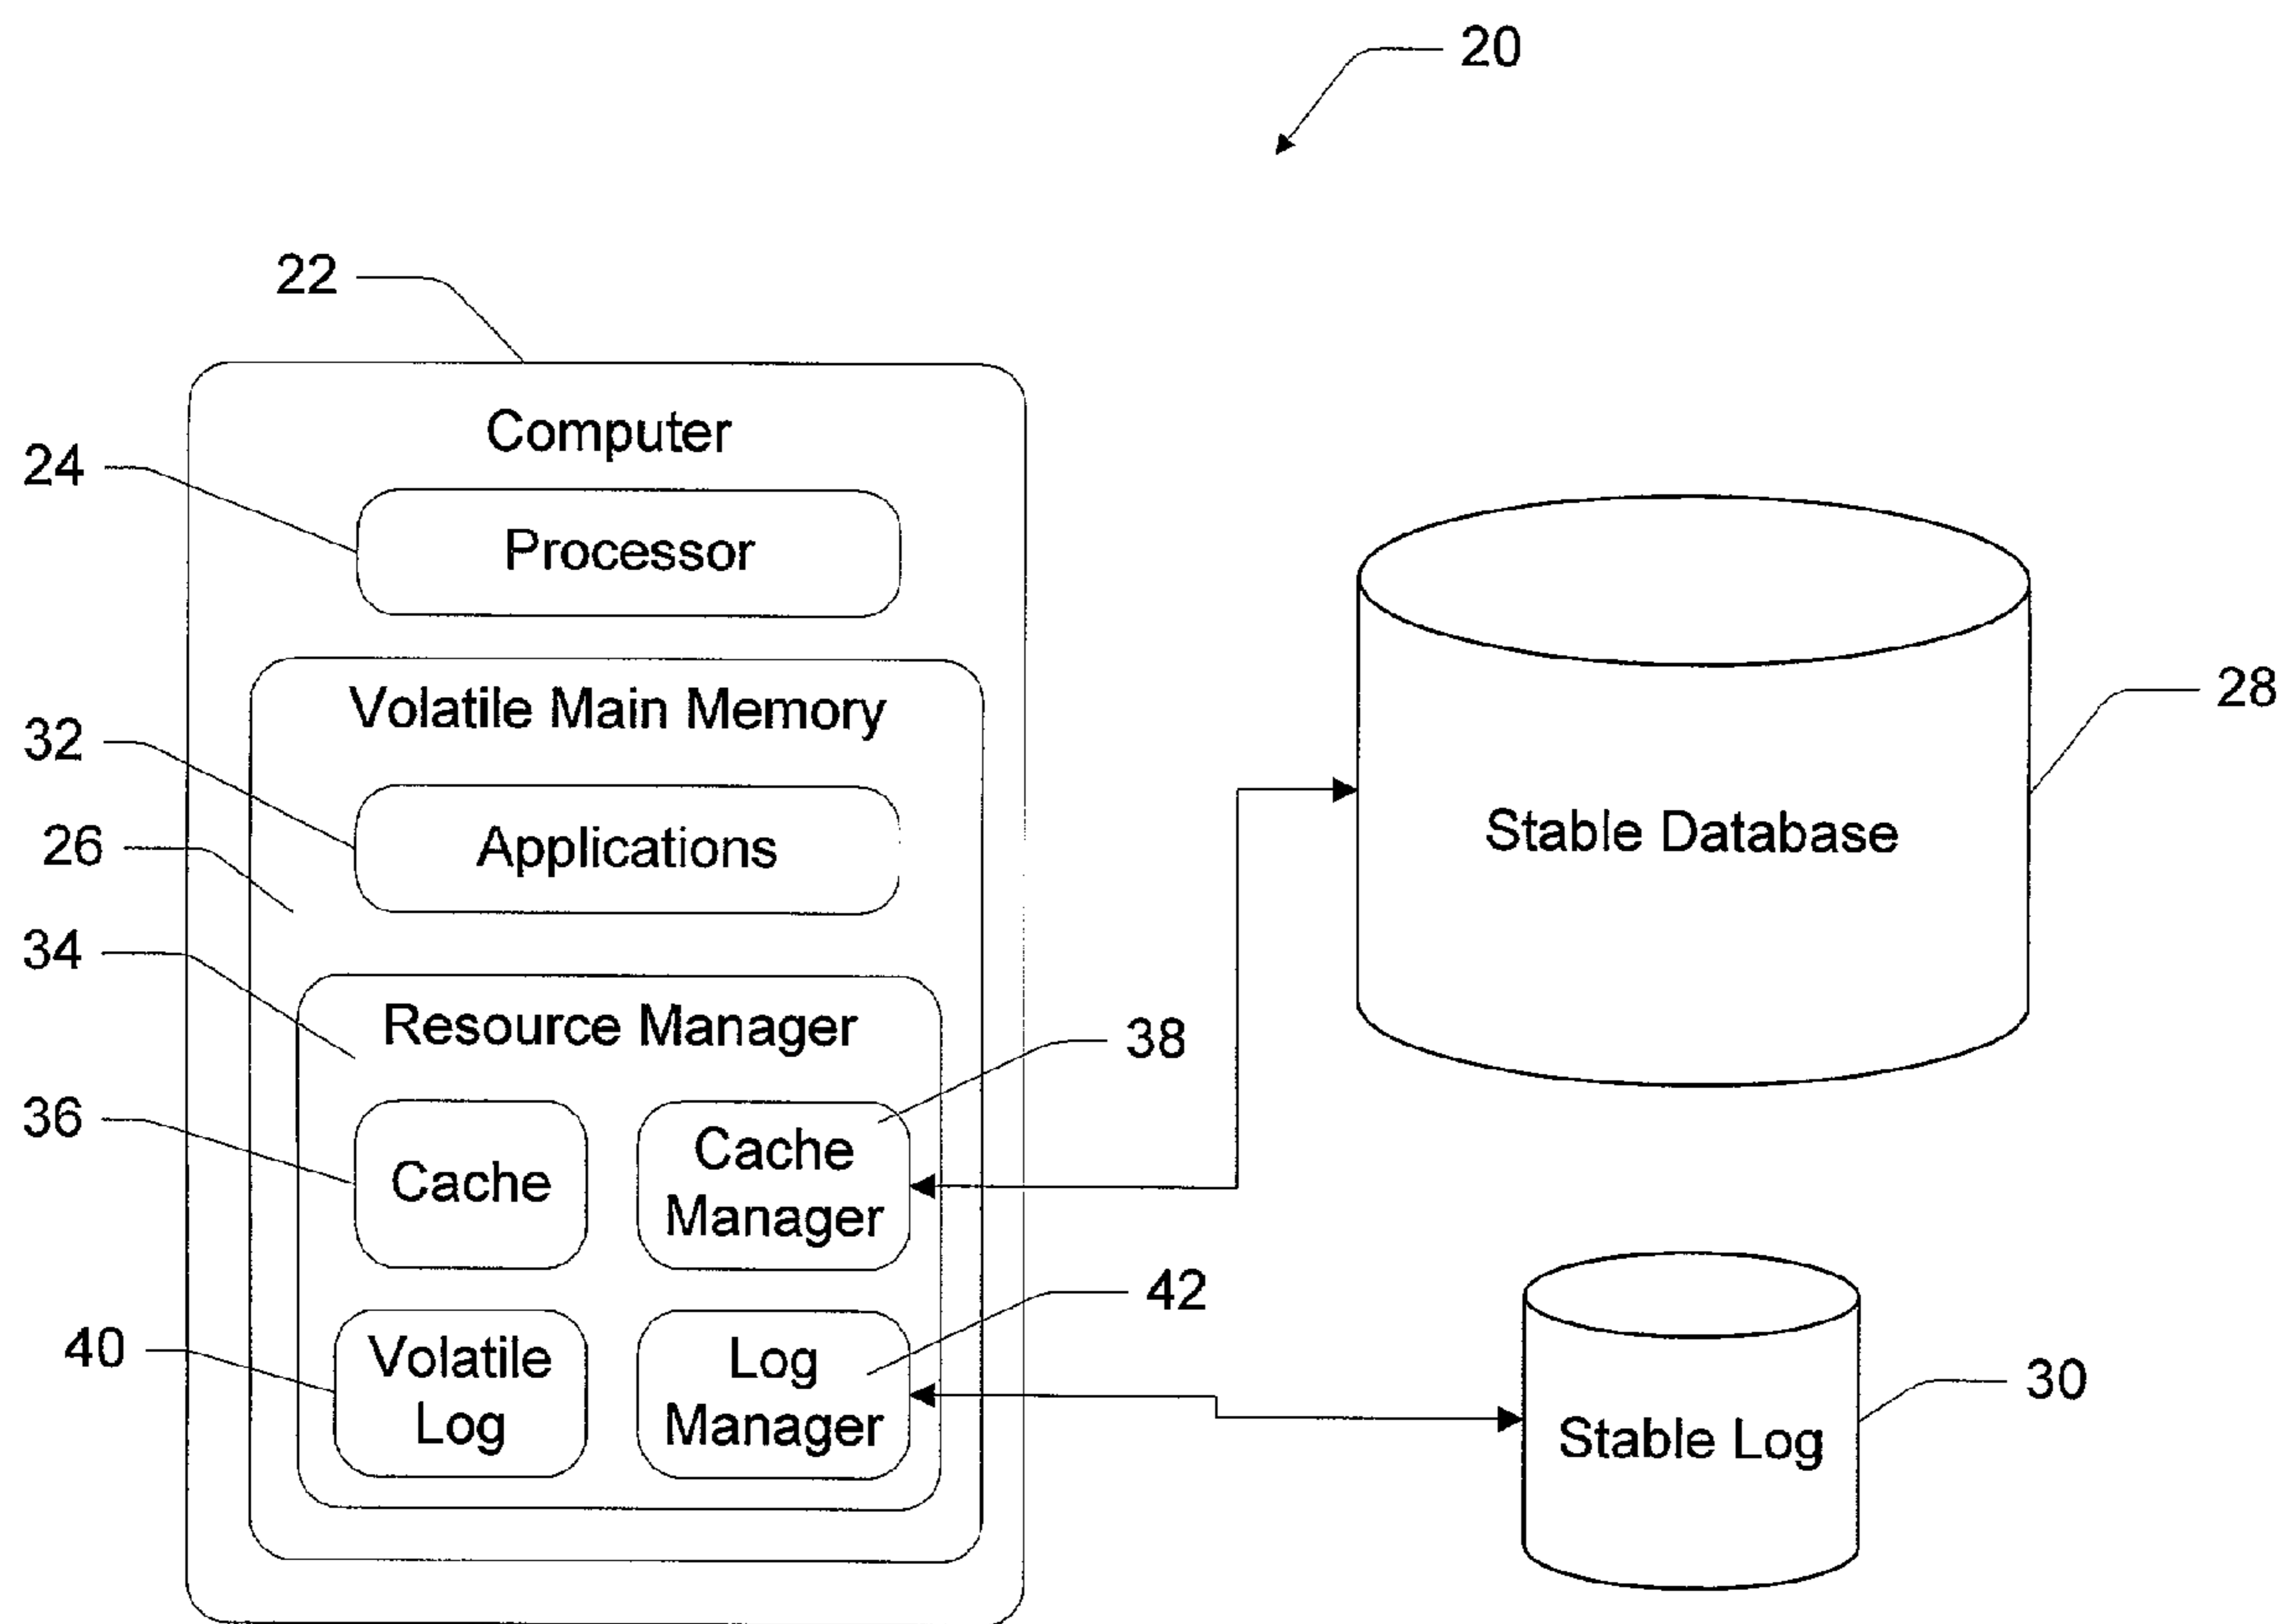 20
22
Computer
24
Processor
Volatile Main Memory
28
32
Applications
Stable Database
26
34
Resource Manager
38
36
Cache
Cache
Manager
42
40
Volatile
Log
Log
Manager
30
Stable Log